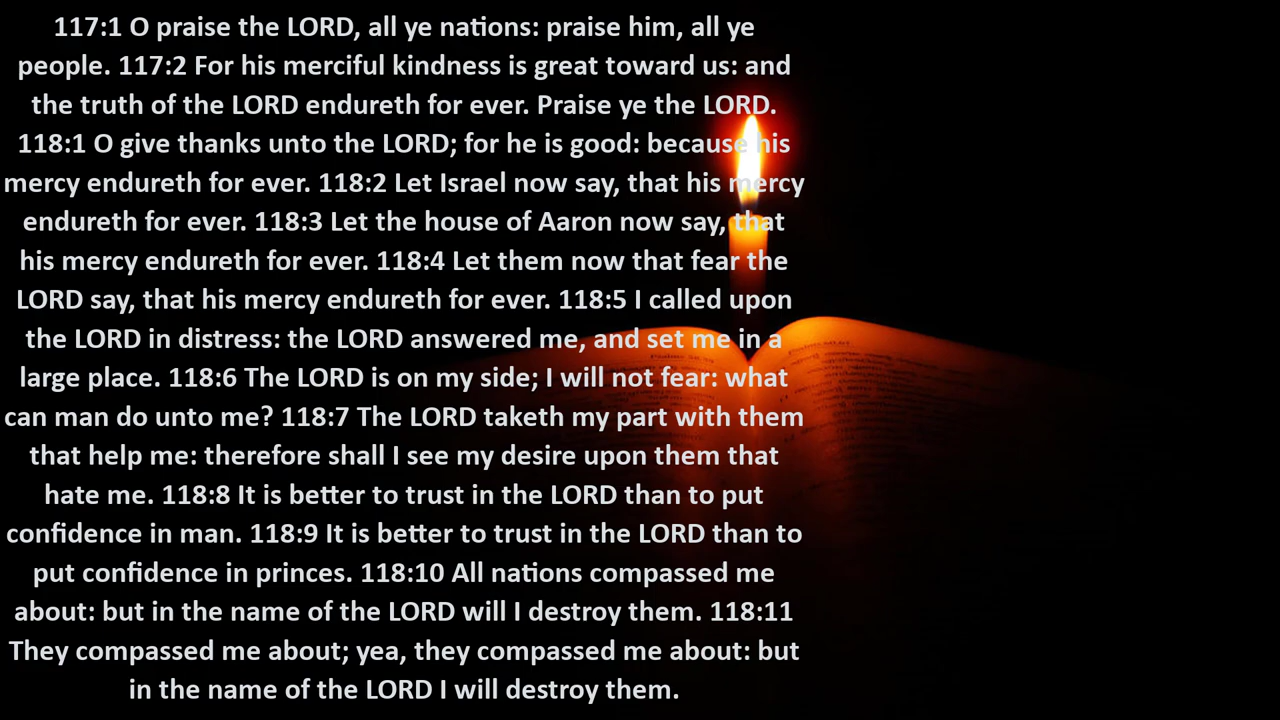 117:1 O praise the LORD, all ye nations: praise him, all ye
people. 117:2 For his merciful kindness is great toward us: and
the truth of the LORD endureth for ever. Praise ye the LORD.
118:1 O give thanks unto the LORD; for he is good: because his
mercy endureth for ever. 118:2 Let Israel now say, that his mercy
endureth for ever. 118:3 Let the house of Aaron now say, that
his mercy endureth for ever. 118:4 Let them now that fear the
LORD say, that his mercy endureth for ever. 118:5 I called upon
the LORD in distress: the LORD answered me, and set me in a
large place. 118:6 The LORD is on my side; I will not fear: what
can man do unto me? 118:7 The LORD taketh my part with them
that help me: therefore shall I see my desire upon them that
hate me. 118:8 It is better to trust in the LORD than to put
confidence in man. 118:9 It is better to trust in the LORD than to
put confidence in princes. 118:10 All nations compassed me
about: but in the name of the LORD will I destroy them. 118:11
They compassed me about; yea, they compassed me about: but
in the name of the LORD I will destroy them.